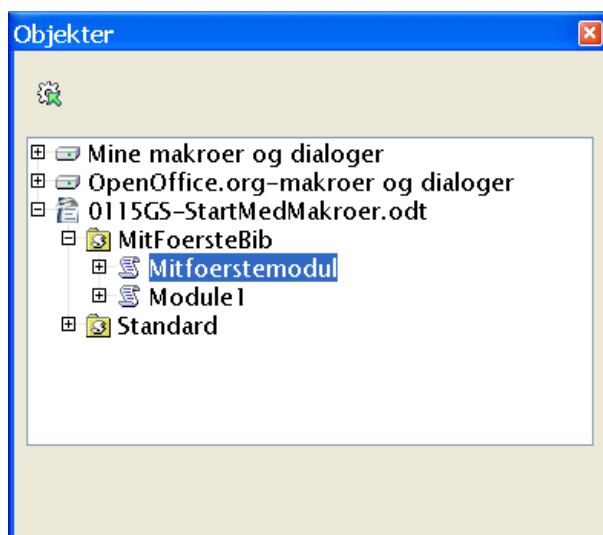 Objekter
Mine makroer og dialoger
OpenOffice.org-makroer og dialoger
0115GS-StartMedMakroer.odt
MitFoersteBib
Mitfoerstemodul
Module1
Standard